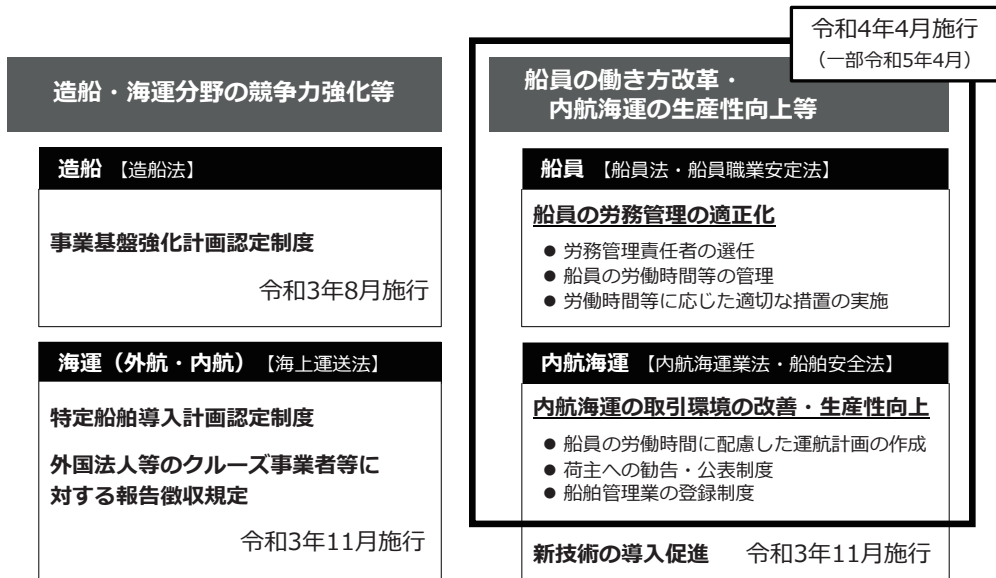 令和4年4月施行
（一部令和5年4月）
造船・海運分野の競争力強化等
造船【造船法】
事業基盤強化計画認定制度
令和3年8月施行
海運（外航・内航）【海上運送法】
特定船舶導入計画認定制度
外国法人等のクルーズ事業者等に
対する報告徴収規定
令和3年11月施行
船員の働き方改革・
内航海運の生産性向上等
船員【船員法・船員職業安定法】
船員の労務管理の適正化
● 労務管理責任者の選任
● 船員の労働時間等の管理
● 労働時間等に応じた適切な措置の実施
内航海運【内航海運業法・船舶安全法】
内航海運の取引環境の改善・生産性向上
● 船員の労働時間に配慮した運航計画の作成
● 荷主への勧告・公表制度
● 船舶管理業の登録制度
新技術の導入促進　令和3年11月施行